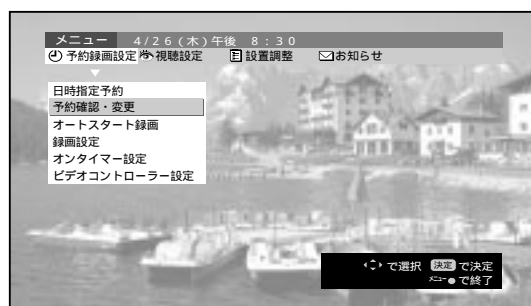 メニュー 4/26(木)午後 8:30
予約録画設定 視聴設定 設置調整 お知らせ
日時指定予約
予約確認・変更
オートスタート録画
録画設定
オンタイマー設定
ビデオコントローラー設定
で選択 決定 で決定
メニュー で終了